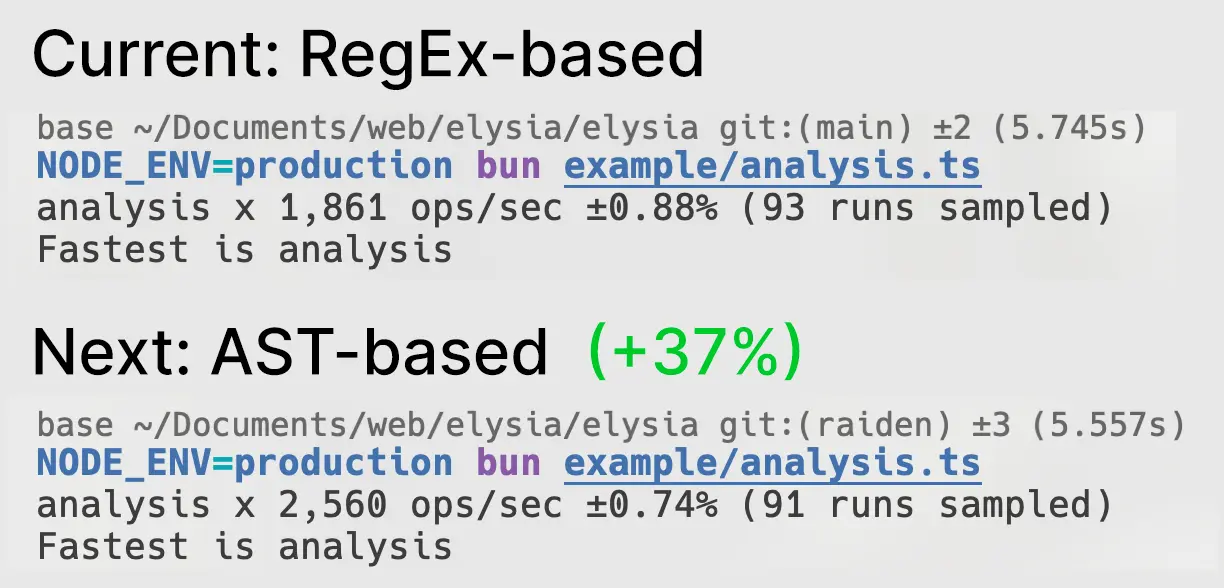 Current: RegEx-based
base ~/Documents/web/elysia/elysia git:(main) ±2 (5.745s)
NODE_ENV=production bun example/analysis.ts
analysis x 1,861 ops/sec ±0.88% (93 runs sampled)
Fastest is analysis
Next: AST-based (+37%)
base ~/Documents/web/elysia/elysia git:(raiden) ±3 (5.557s)
NODE_ENV=production bun example/analysis.ts
analysis x 2,560 ops/sec ±0.74% (91 runs sampled)
Fastest is analysis